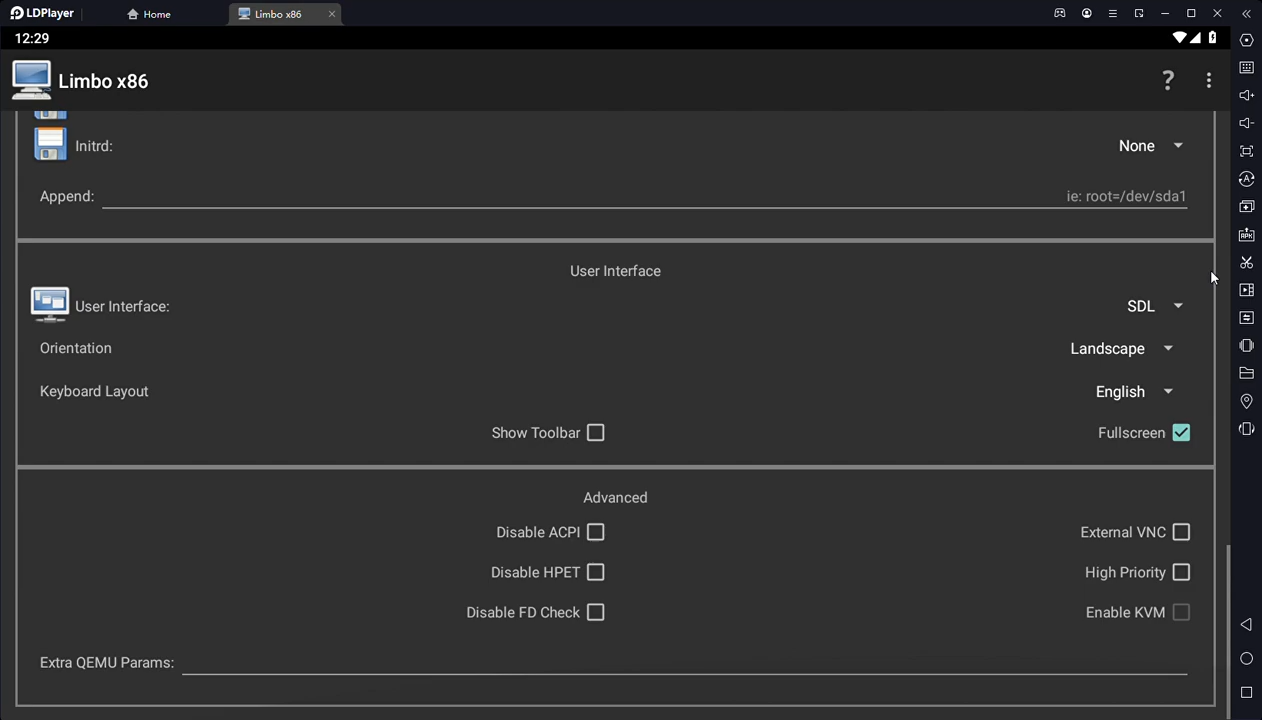 LDPlayer
Home
Limbo x86
12:29
Limbo x86
?
Initrd:
None
Append:
ie: root=/dev/sda1
User Interface
User Interface:
SDL
Orientation
Landscape
Keyboard Layout
English
Show Toolbar
Fullscreen
Advanced
Disable ACPI
External VNC
Disable HPET
High Priority
Disable FD Check
Enable KVM
Extra QEMU Params: